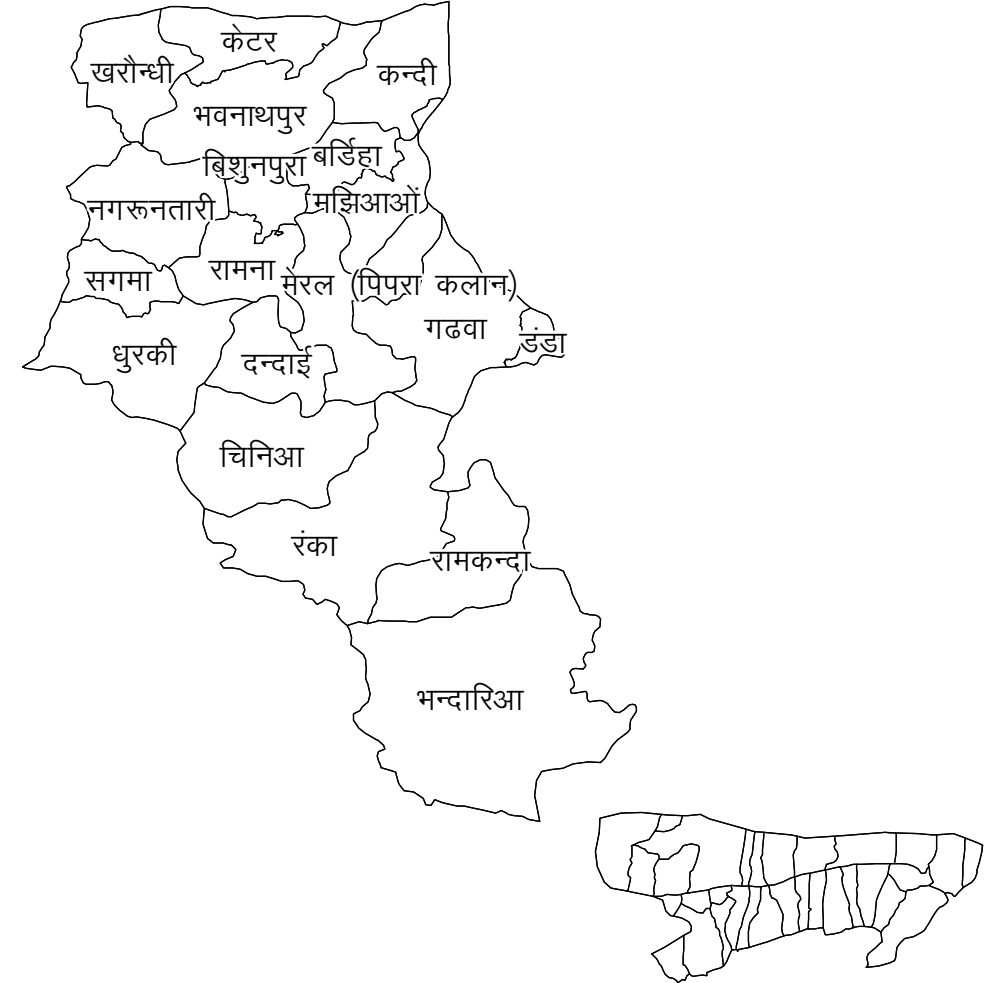 केटर
खरौन्धी
कन्दी
भवनाथपुर
बर्डिहा
बिशुनपुरा
मझिआओं
नगरूनतारी
रामना
सगमा
मेरल (पिपरा कलान)
गढवा
डंडा
धुरकी
दन्दाई
चिनिआ
रंका
रामकन्दा
भन्दारिआ